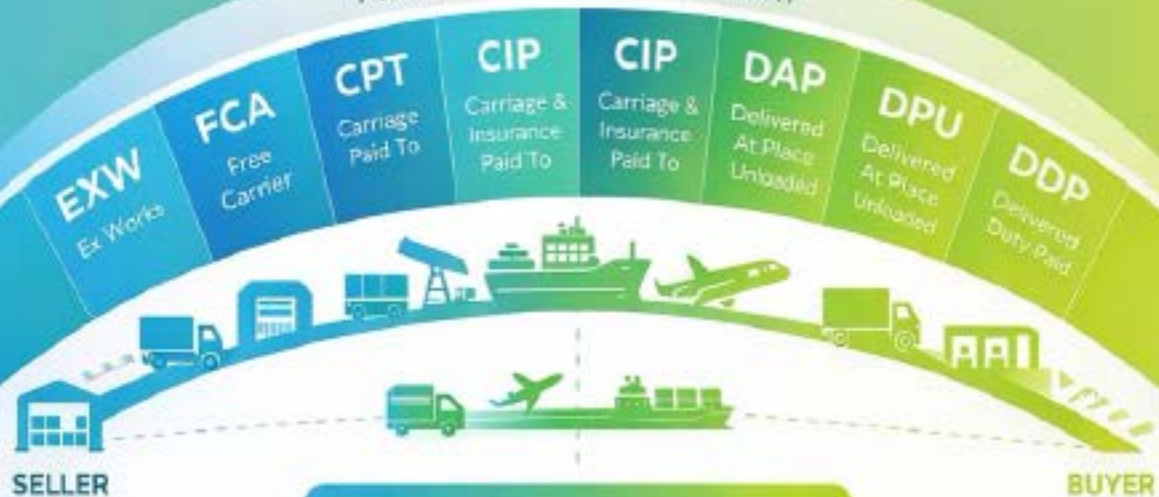 EXW
Ex Works
FCA
Free
Carrier
CPT
Carriage
Paid To
CIP
Carriage &
Insurance
Paid To
CIP
Carriage &
Insurance
Paid To
DAP
Delivered
At Place
Unloaded
DPU
Delivered
At Place
Unloaded
DDP
Delivered
Duty Paid
SELLER
BUYER